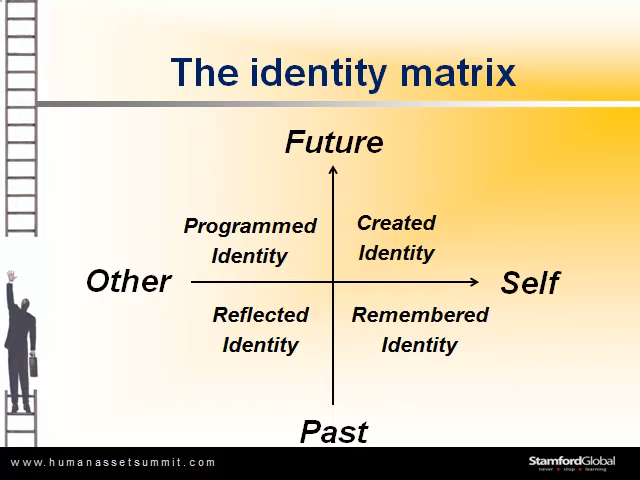 The identity matrix
Future
Programmed
Identity
Created
Identity
Other
Self
Reflected
Identity
Remembered
Identity
Past
www.humanassetsummit.com
StamfordGlobal
never • stop • learning